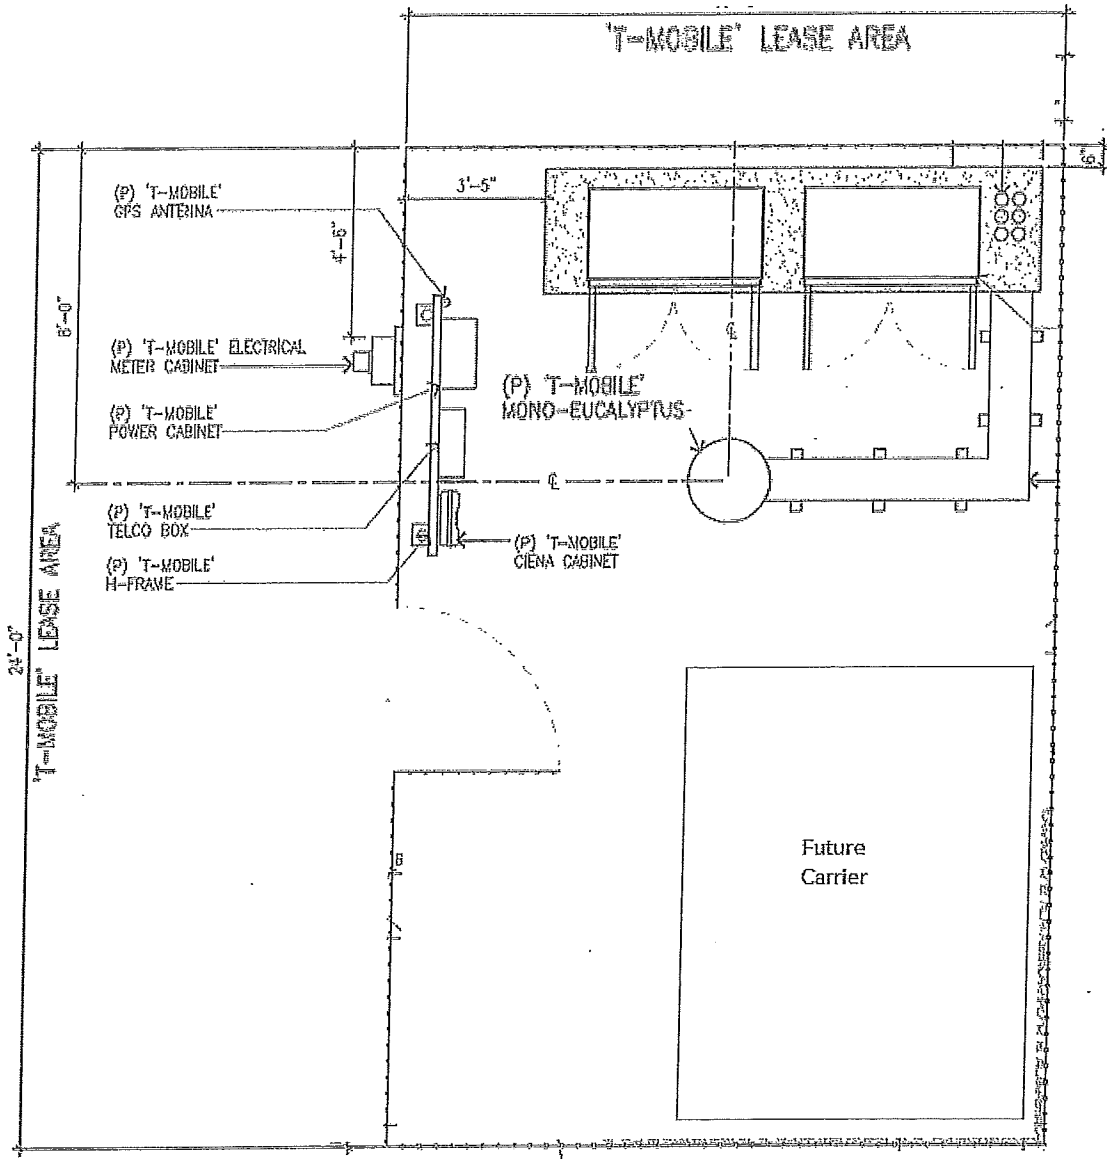 'T-MOBILE' LEASE AREA
6"
3'-5"
(P) 'T-MOBILE'
GPS ANTENNA
4'-6"
8'-0"
(P) 'T-MOBILE' ELECTRICAL
METER CABINET
(P) 'T-MOBILE'
MONO-EUCALYPTUS
(P) 'T-MOBILE'
POWER CABINET
(P) 'T-MOBILE'
TELCO BOX
(P) 'T-MOBILE'
CIENA CABINET
(P) 'T-MOBILE'
H-FRAME
24'-0"
'T-MOBILE' LEASE AREA
Future
Carrier